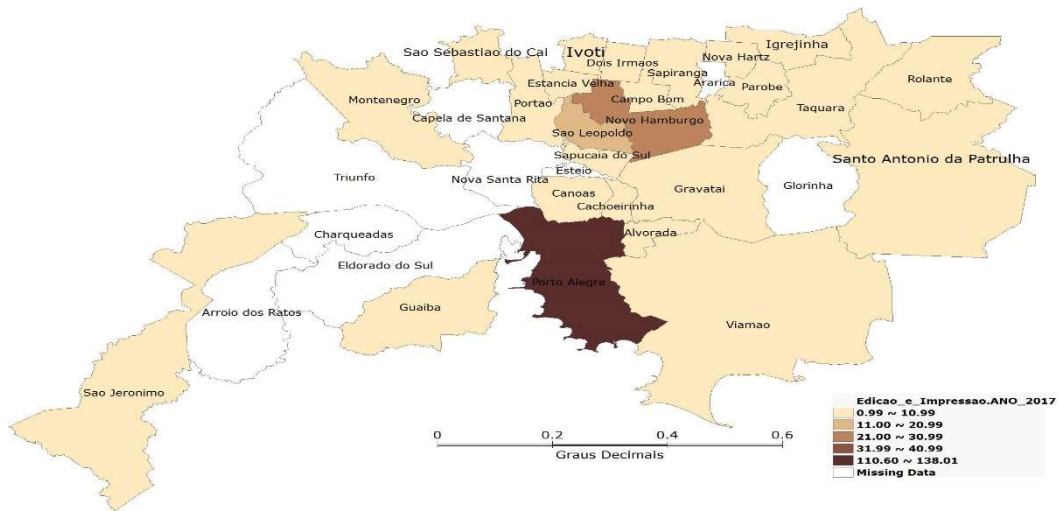 Sao Sebastiao do Cai
Ivoti
Igrejinha
Dois Irmaos
Nova Hartz
Sapiranga
Ararica
Rolante
Estancia Velha
Parobe
Montenegro
Portao
Campo Bom
Taquara
Capela de Santana
Novo Hamburgo
Sao Leopoldo
Sapucaia do Sul
Santo Antonio da Patrulha
Esteio
Triunfo
Nova Santa Rita
Gravatai
Glorinha
Canoas
Cachoeirinha
Charqueadas
Alvorada
Eldorado do Sul
Porto Alegre
Guaiba
Arroio dos Ratos
Viamao
Sao Jeronimo
0 0.2 0.4 0.6
Graus Decimais
Edicao_e_Impressao.ANO_2017
0.99 ~ 10.99
11.00 ~ 20.99
21.00 ~ 30.99
31.99 ~ 40.99
110.60 ~ 138.01
Missing Data